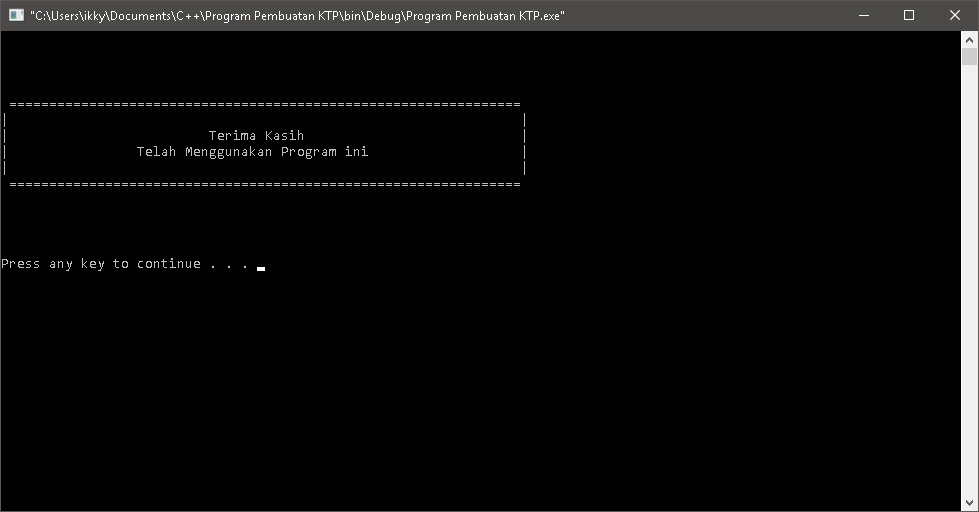 "C:\Users\ikky\Documents\C++\Program Pembuatan KTP\bin\Debug\Program Pembuatan KTP.exe"
================================================================
|                                                                |
|                         Terima Kasih                           |
|                Telah Menggunakan Program ini                   |
|                                                                |
================================================================
Press any key to continue . . .